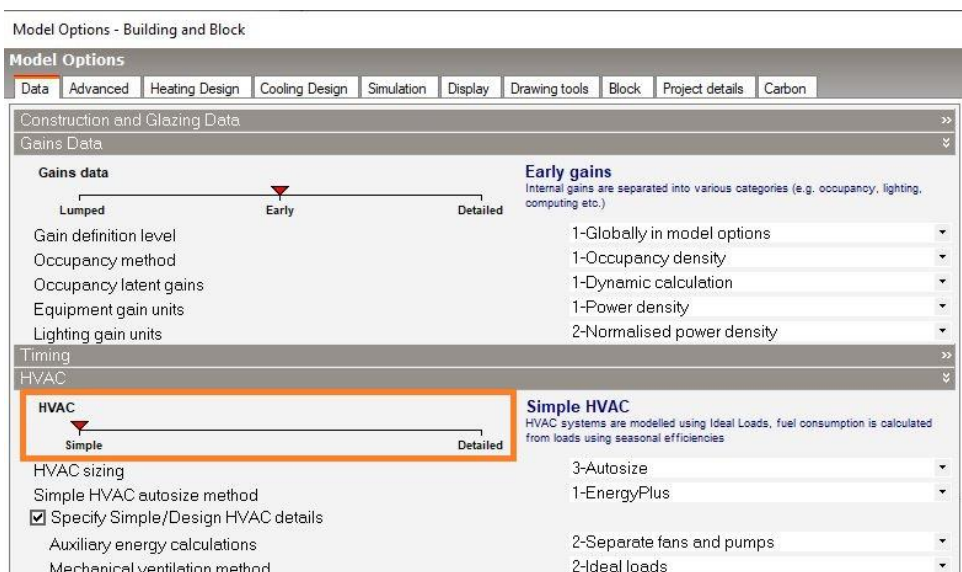 Model Options - Building and Block
Model Options
Data Advanced Heating Design Cooling Design Simulation Display Drawing tools Block Project details Carbon
Construction and Glazing Data »
Gains Data
Gains data
Lumped Early Detailed
Early gains
Internal gains are separated into various categories (e.g. occupancy, lighting,
computing etc.)
Gain definition level 1-Globally in model options
Occupancy method 1-Occupancy density
Occupancy latent gains 1-Dynamic calculation
Equipment gain units 1-Power density
Lighting gain units 2-Normalised power density
Timing »
HVAC
HVAC
Simple Detailed
Simple HVAC
HVAC systems are modelled using Ideal Loads, fuel consumption is calculated
from loads using seasonal efficiencies
HVAC sizing 3-Autosize
Simple HVAC autosize method 1-EnergyPlus
Specify Simple/Design HVAC details
Auxiliary energy calculations 2-Separate fans and pumps
Mechanical ventilation method 2-Ideal loads